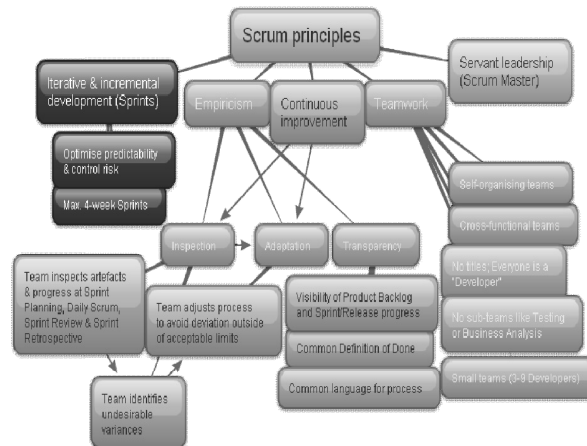 Scrum principles
Servant leadership
(Scrum Master)
Iterative & incremental
development (Sprints)
Empiricism
Continuous
improvement
Teamwork
Optimise predictability
& control risk
Max. 4-week Sprints
Self-organising teams
Cross-functional teams
No titles; Everyone is a
"Developer"
No sub-teams like Testing
or Business Analysis
Small teams (3-9 Developers)
Inspection
Adaptation
Transparency
Team inspects artefacts
& progress at Sprint
Planning, Daily Scrum,
Sprint Review & Sprint
Retrospective
Team adjusts process
to avoid deviation outside
of acceptable limits
Visibility of Product Backlog
and Sprint/Release progress
Common Definition of Done
Common language for process
Team identifies
undesirable
variances